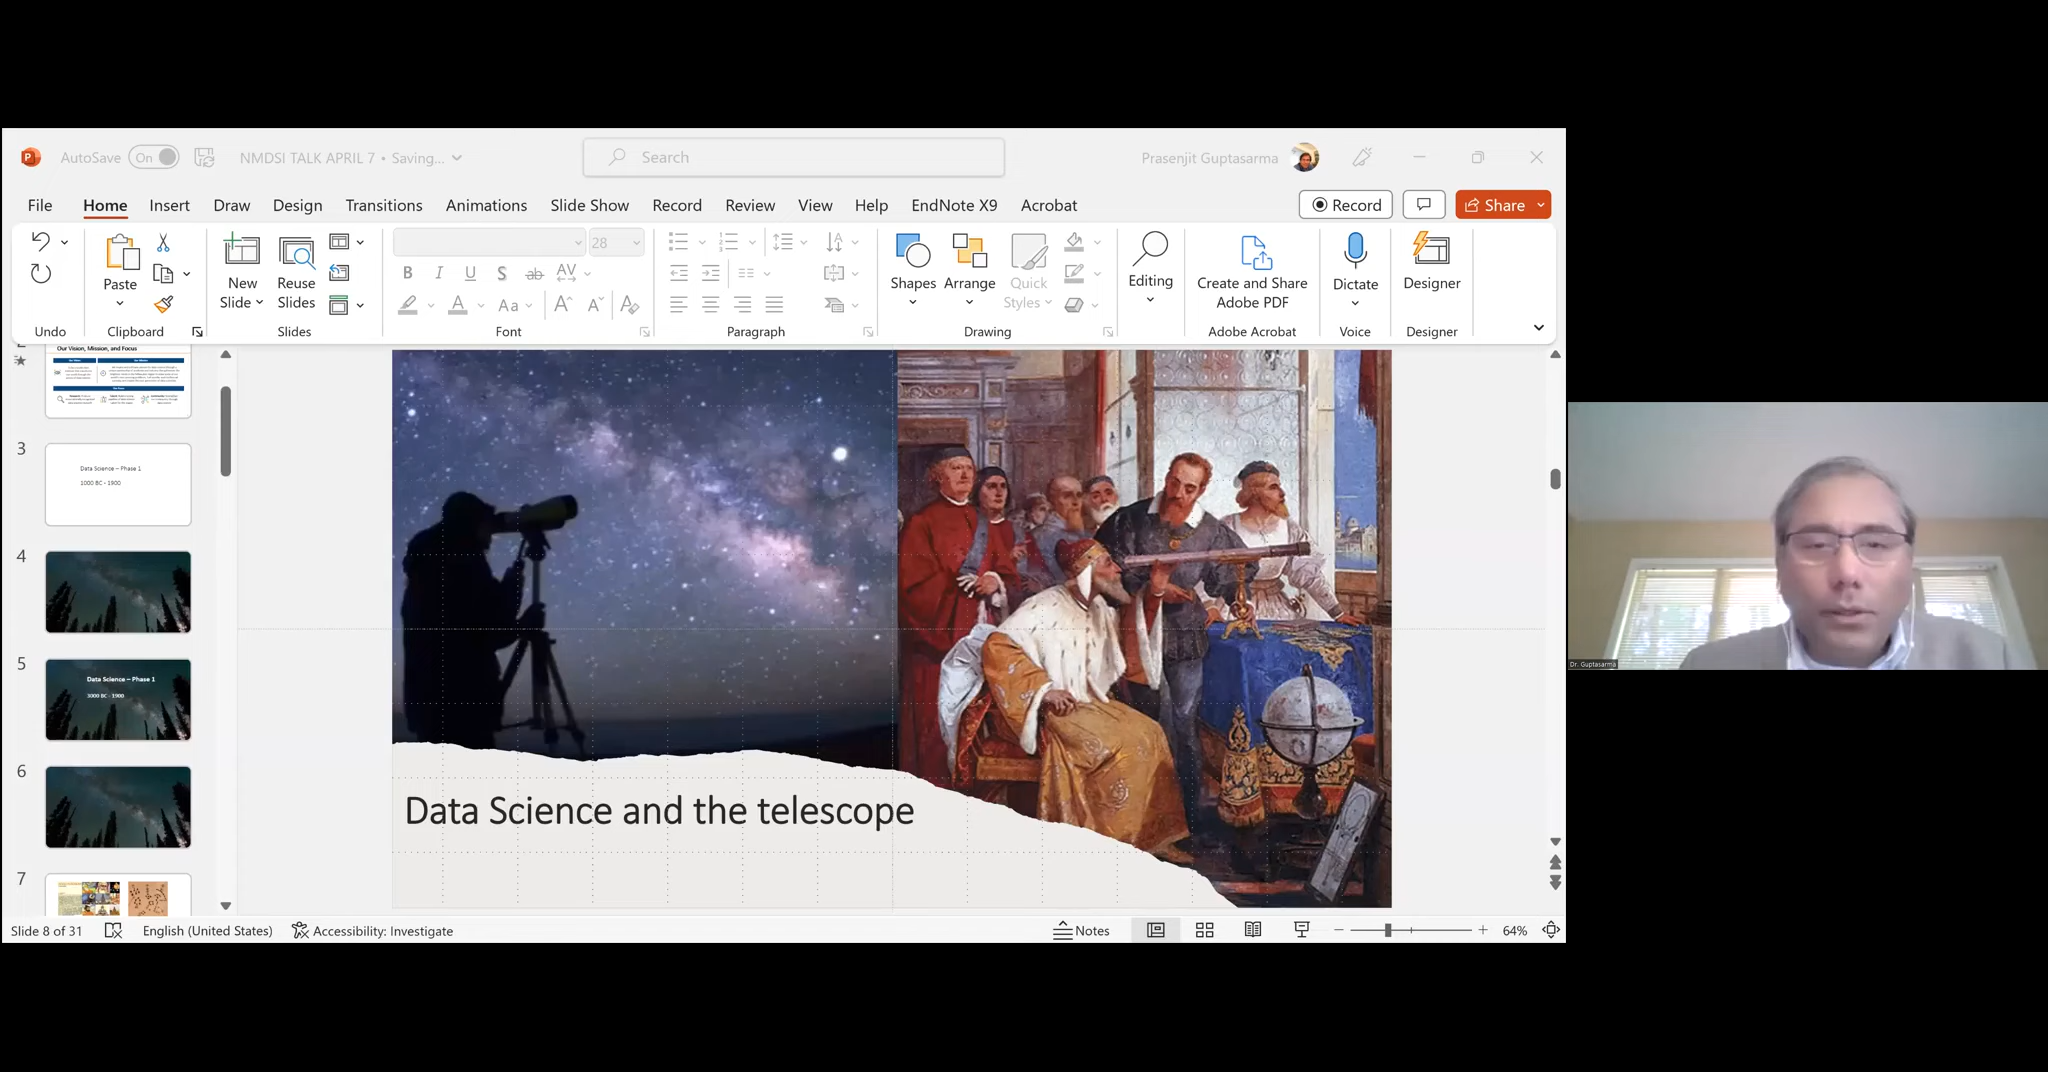 AutoSave On NMDSI TALK APRIL 7 • Saving... Search Prasenjit Guptasarma
File Home Insert Draw Design Transitions Animations Slide Show Record Review View Help EndNote X9 Acrobat Record Share
28
B I U S ab AV
A Aa A A A
Paste
New Slide
Reuse Slides
Shapes
Arrange
Quick Styles
Editing
Create and Share Adobe PDF
Dictate
Designer
Undo Clipboard Slides Font Paragraph Drawing Adobe Acrobat Voice Designer
Our Vision, Mission, and Focus
3
Data Science – Phase 1
1000 BC - 1900
4
5
Data Science – Phase 1
3000 BC - 1900
6
7
Data Science and the telescope
Dr. Guptasarma
Slide 8 of 31 English (United States) Accessibility: Investigate Notes 64%